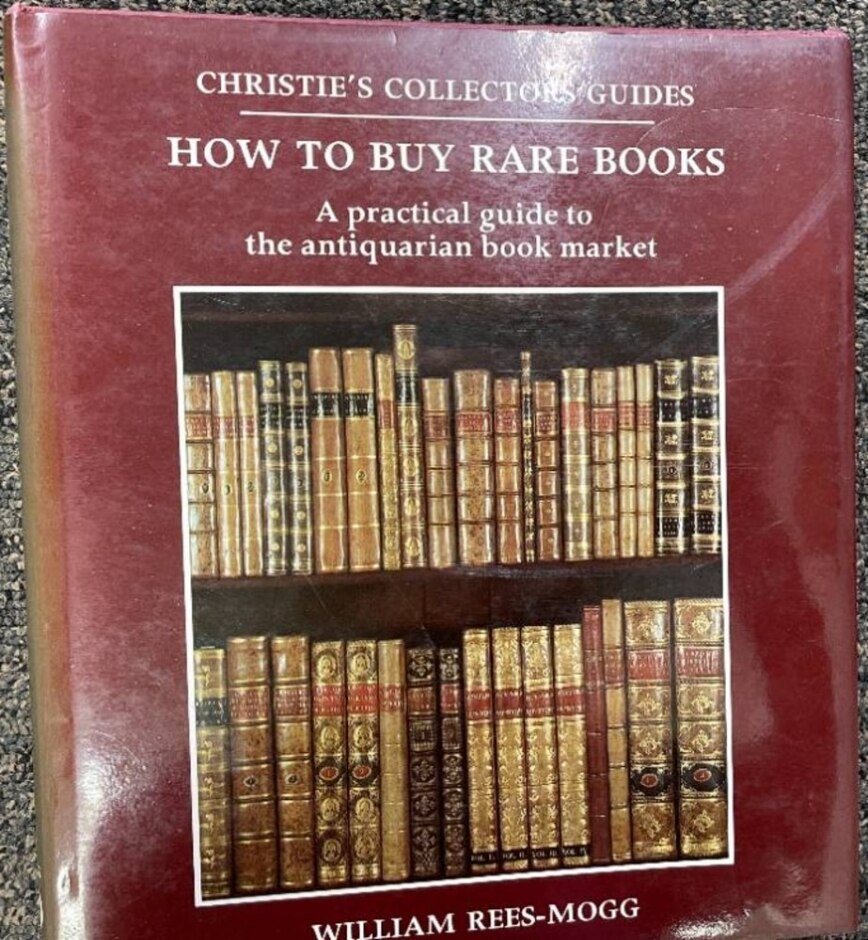 CHRISTIE'S COLLECTORS GUIDES
HOW TO BUY RARE BOOKS
A practical guide to
the antiquarian book market
WILLIAM REES-MOGG